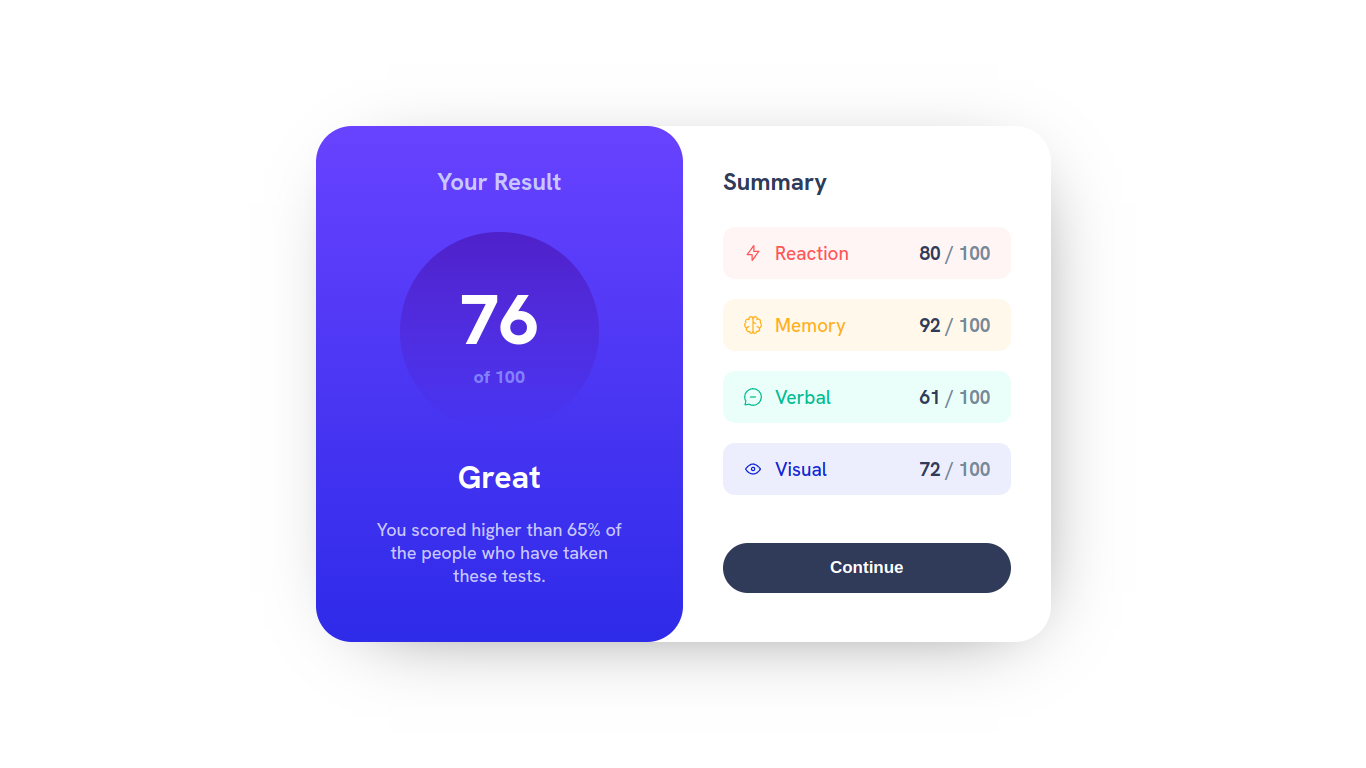 Your Result
76
of 100
Great
You scored higher than 65% of
the people who have taken
these tests.
Summary
Reaction 80 / 100
Memory 92 / 100
Verbal 61 / 100
Visual 72 / 100
Continue